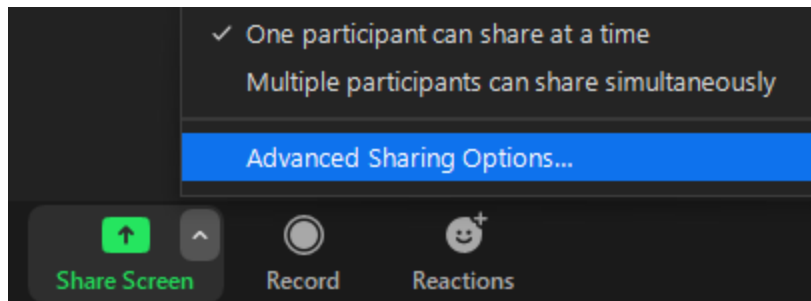 One participant can share at a time
Multiple participants can share simultaneously
Advanced Sharing Options...
Share Screen
Record
Reactions